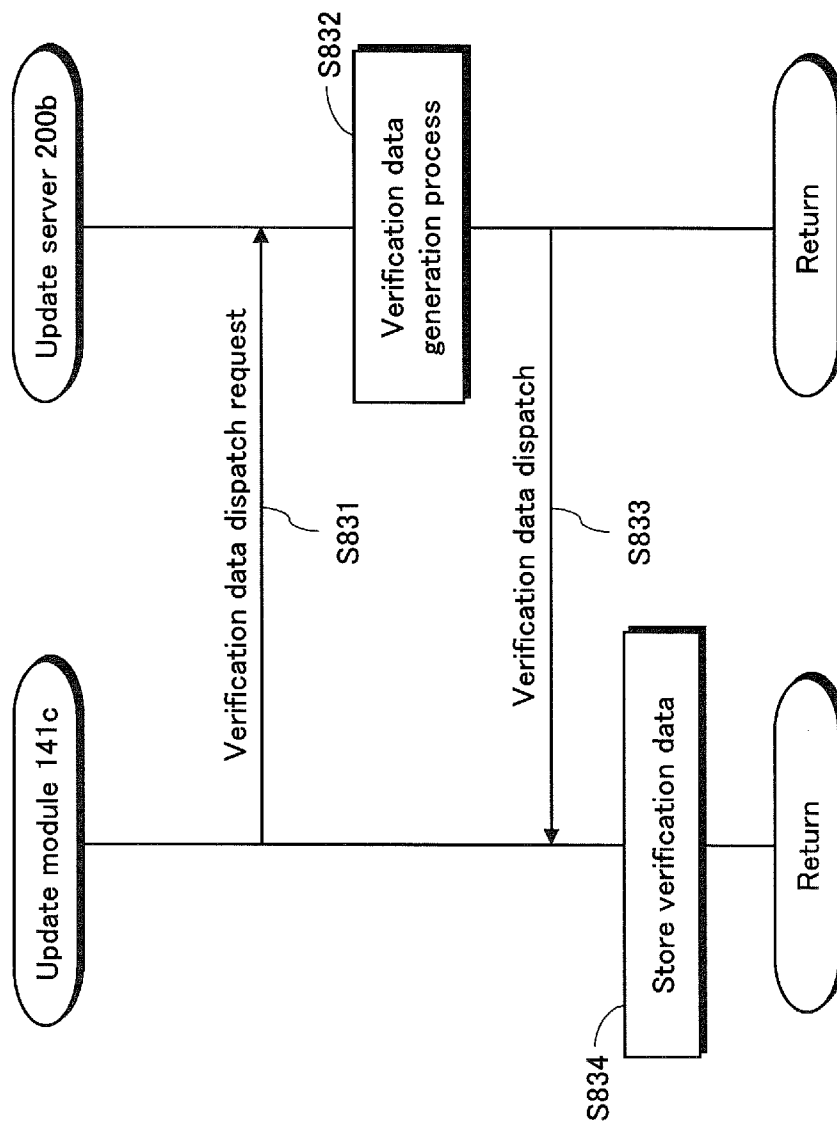 Update module 141c
Update server 200b
Verification data dispatch request
S831
Verification data
generation process
S832
Verification data dispatch
S833
Store verification data
S834
Return
Return